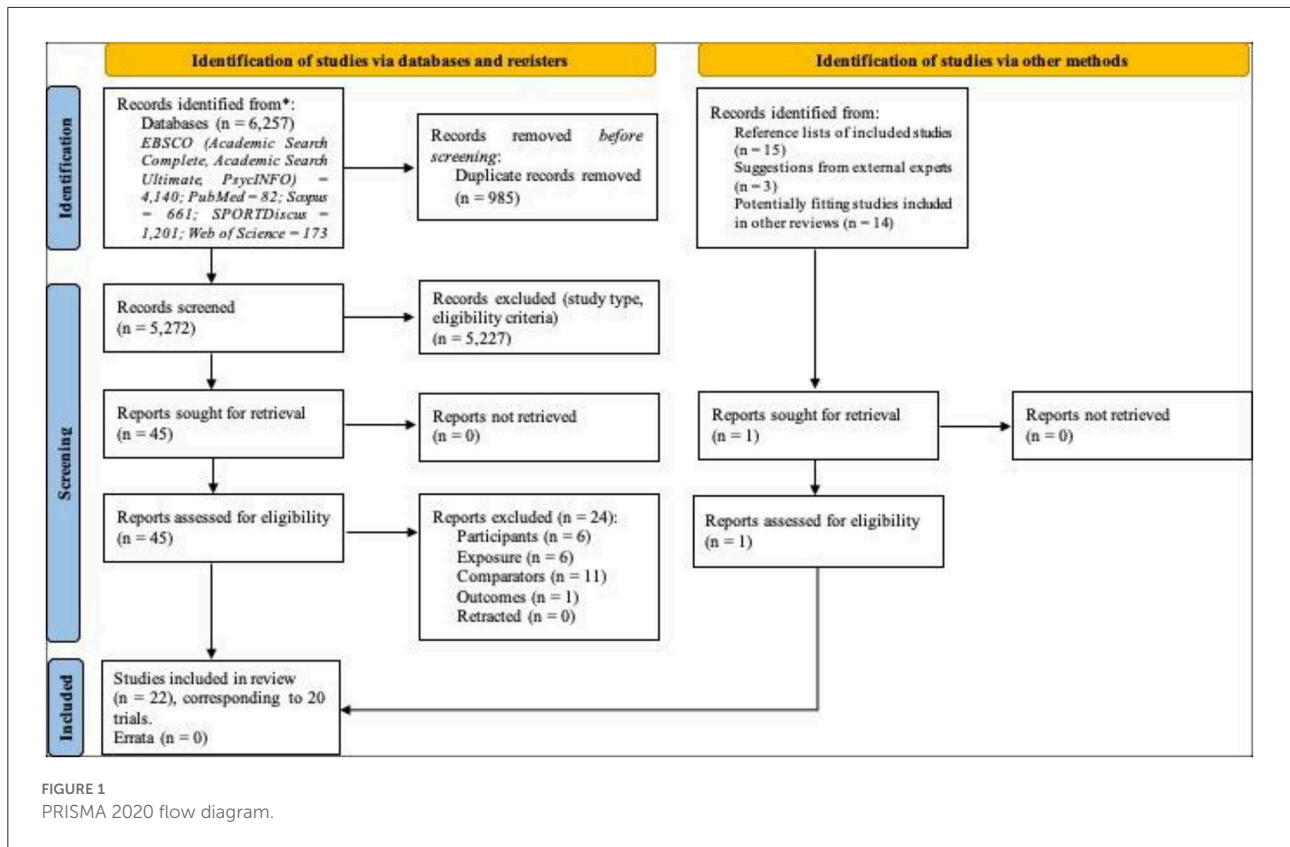 Identification of studies via databases and registers
Identification of studies via other methods
Identification
Records identified from*:
Databases (n = 6,257)
EBSCO (Academic Search
Complete, Academic Search
Ultimate, PsycINFO) =
4,140; PubMed = 82; Scopus
= 661; SPORTDiscus =
1,201; Web of Science = 173
Records removed before
screening:
Duplicate records removed
(n = 985)
Records identified from:
Reference lists of included studies
(n = 15)
Suggestions from external experts
(n = 3)
Potentially fitting studies included
in other reviews (n = 14)
Screening
Records screened
(n = 5,272)
Records excluded (study type,
eligibility criteria)
(n = 5,227)
Reports sought for retrieval
(n = 45)
Reports not retrieved
(n = 0)
Reports sought for retrieval
(n = 1)
Reports not retrieved
(n = 0)
Reports assessed for eligibility
(n = 45)
Reports excluded (n = 24):
Participants (n = 6)
Exposure (n = 6)
Comparators (n = 11)
Outcomes (n = 1)
Retracted (n = 0)
Reports assessed for eligibility
(n = 1)
Included
Studies included in review
(n = 22), corresponding to 20
trials.
Errata (n = 0)
FIGURE 1
PRISMA 2020 flow diagram.